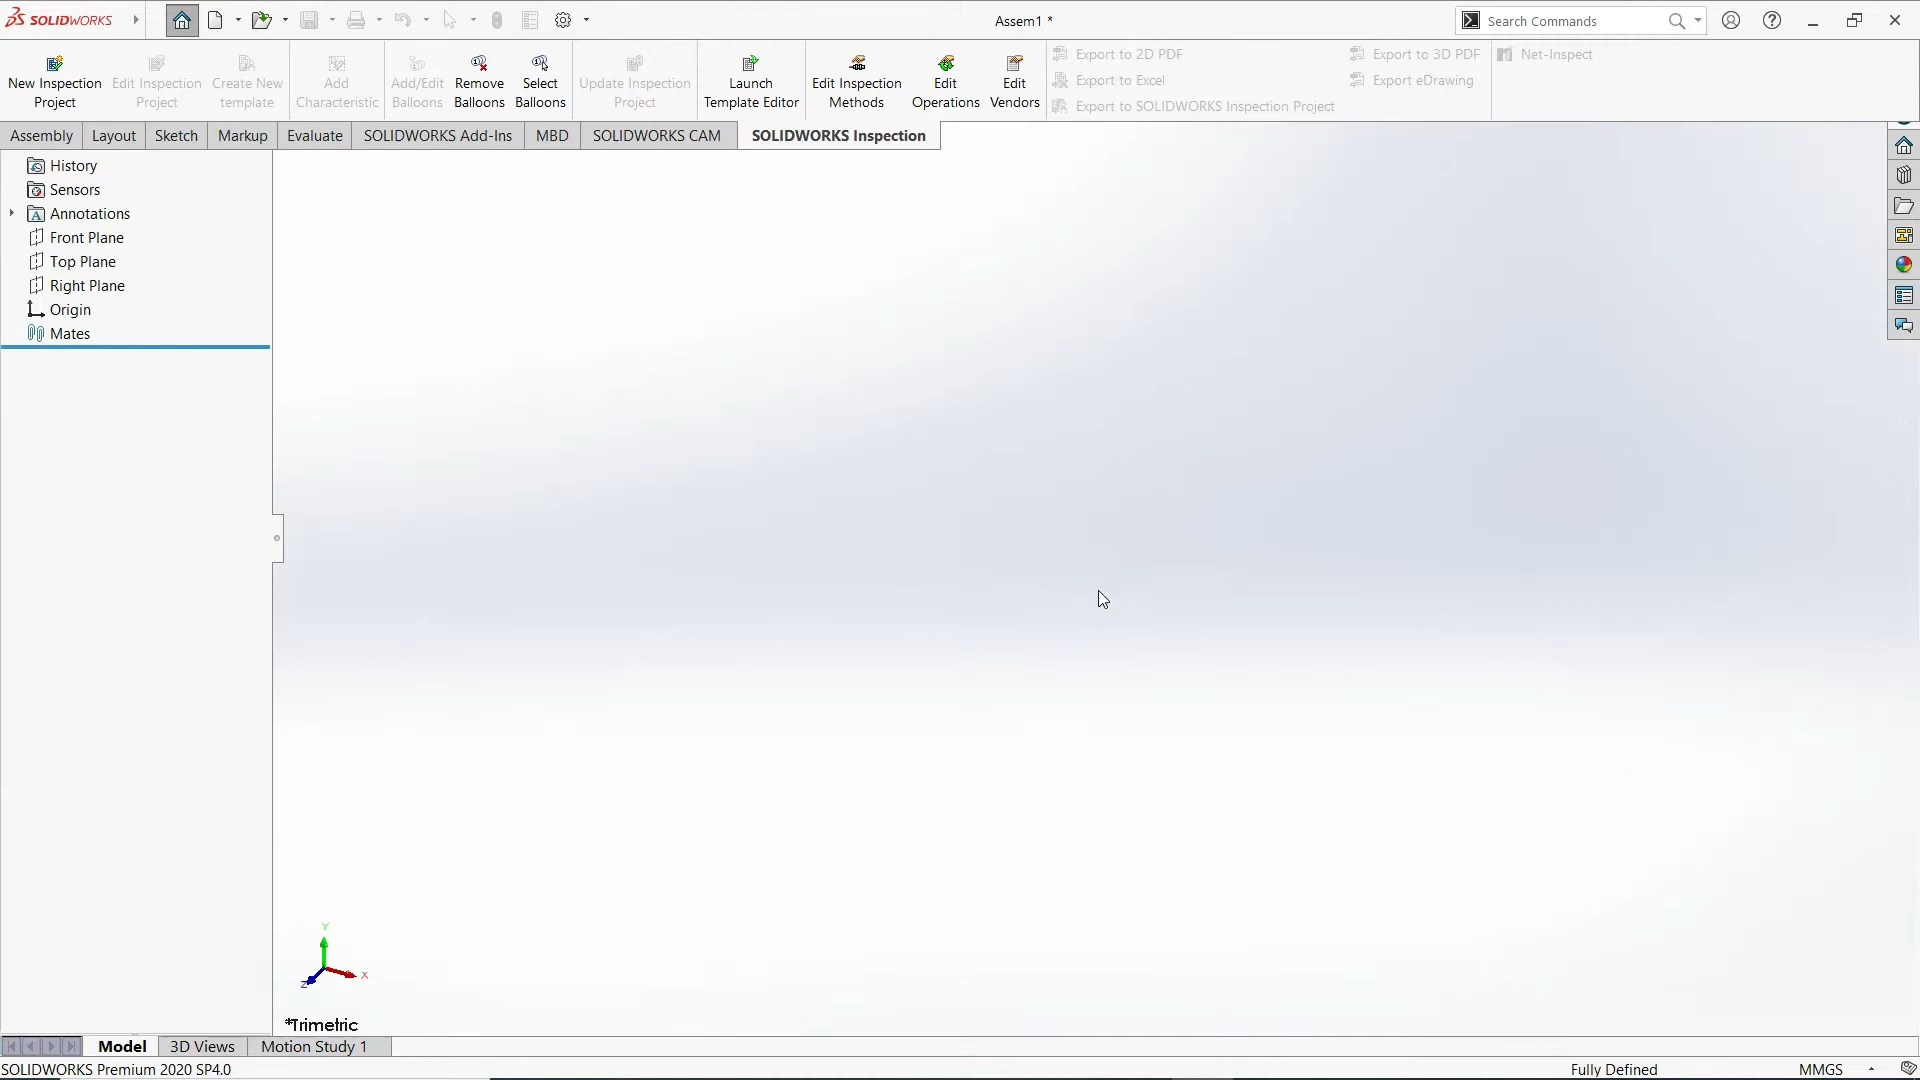 SOLIDWORKS
Assem1 *
Search Commands
New Inspection
Project
Edit Inspection
Project
Create New
template
Add
Characteristic
Add/Edit
Balloons
Remove
Balloons
Select
Balloons
Update Inspection
Project
Launch
Template Editor
Edit Inspection
Methods
Edit
Operations
Edit
Vendors
Export to 2D PDF
Export to Excel
Export to SOLIDWORKS Inspection Project
Export to 3D PDF
Export eDrawing
Net-Inspect
Assembly
Layout
Sketch
Markup
Evaluate
SOLIDWORKS Add-Ins
MBD
SOLIDWORKS CAM
SOLIDWORKS Inspection
History
Sensors
Annotations
Front Plane
Top Plane
Right Plane
Origin
Mates
Y
X
Z
*Trimetric
Model
3D Views
Motion Study 1
SOLIDWORKS Premium 2020 SP4.0
Fully Defined
MMGS